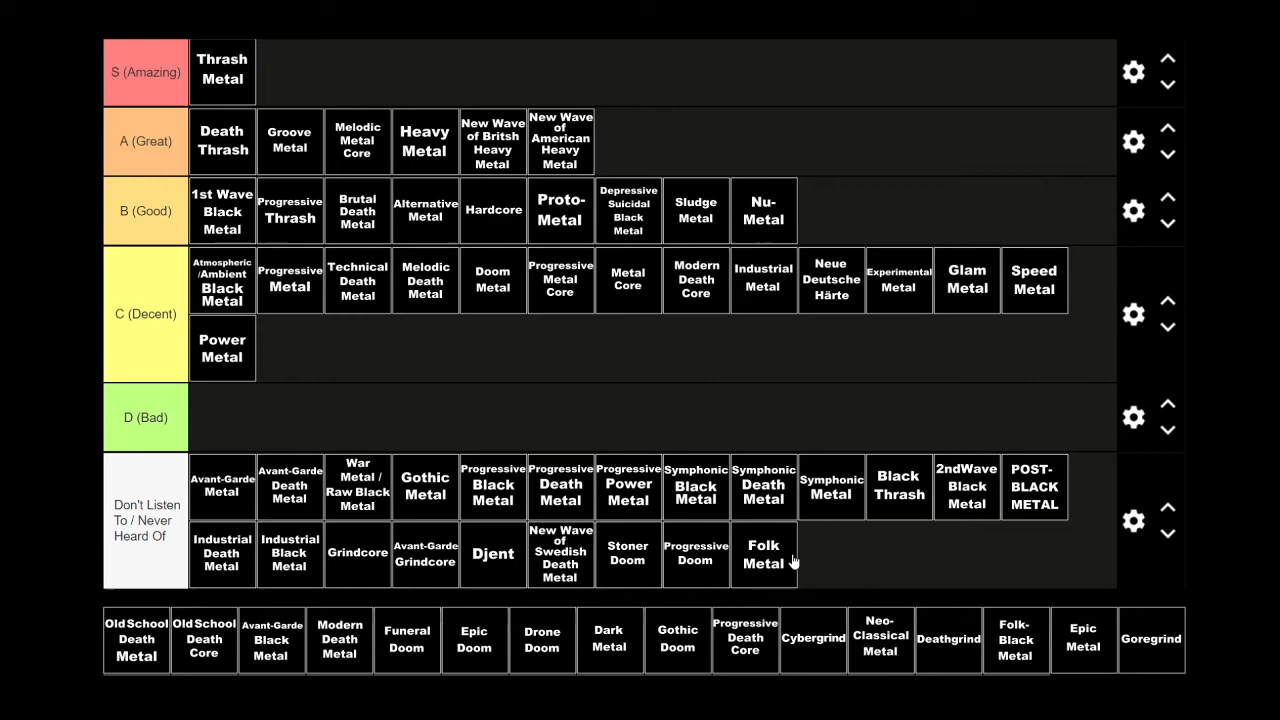 S (Amazing)
Thrash
Metal
A (Great)
Death
Thrash
Groove
Metal
Melodic
Metal
Core
Heavy
Metal
New Wave
of Britsh
Heavy
Metal
New Wave
of
American
Heavy
Metal
B (Good)
1st Wave
Black
Metal
Progressive
Thrash
Brutal
Death
Metal
Alternative
Metal
Hardcore
Proto-
Metal
Depressive
Suicidal
Black
Metal
Sludge
Metal
Nu-
Metal
C (Decent)
Atmospheric
/Ambient
Black
Metal
Progressive
Metal
Technical
Death
Metal
Melodic
Death
Metal
Doom
Metal
Progressive
Metal
Core
Metal
Core
Modern
Death
Core
Industrial
Metal
Neue
Deutsche
Härte
Experimental
Metal
Glam
Metal
Speed
Metal
Power
Metal
D (Bad)
Don't Listen
To / Never
Heard Of
Avant-Garde
Metal
Avant-Garde
Death
Metal
War
Metal /
Raw Black
Metal
Gothic
Metal
Progressive
Black
Metal
Progressive
Death
Metal
Progressive
Power
Metal
Symphonic
Black
Metal
Symphonic
Death
Metal
Symphonic
Metal
Black
Thrash
2ndWave
Black
Metal
POST-
BLACK
METAL
Industrial
Death
Metal
Industrial
Black
Metal
Grindcore
Avant-Garde
Grindcore
Djent
New Wave
of
Swedish
Death
Metal
Stoner
Doom
Progressive
Doom
Folk
Metal
Old School
Death
Metal
Old School
Death
Core
Avant-Garde
Black
Metal
Modern
Death
Metal
Funeral
Doom
Epic
Doom
Drone
Doom
Dark
Metal
Gothic
Doom
Progressive
Death
Core
Cybergrind
Neo-
Classical
Metal
Deathgrind
Folk-
Black
Metal
Epic
Metal
Goregrind